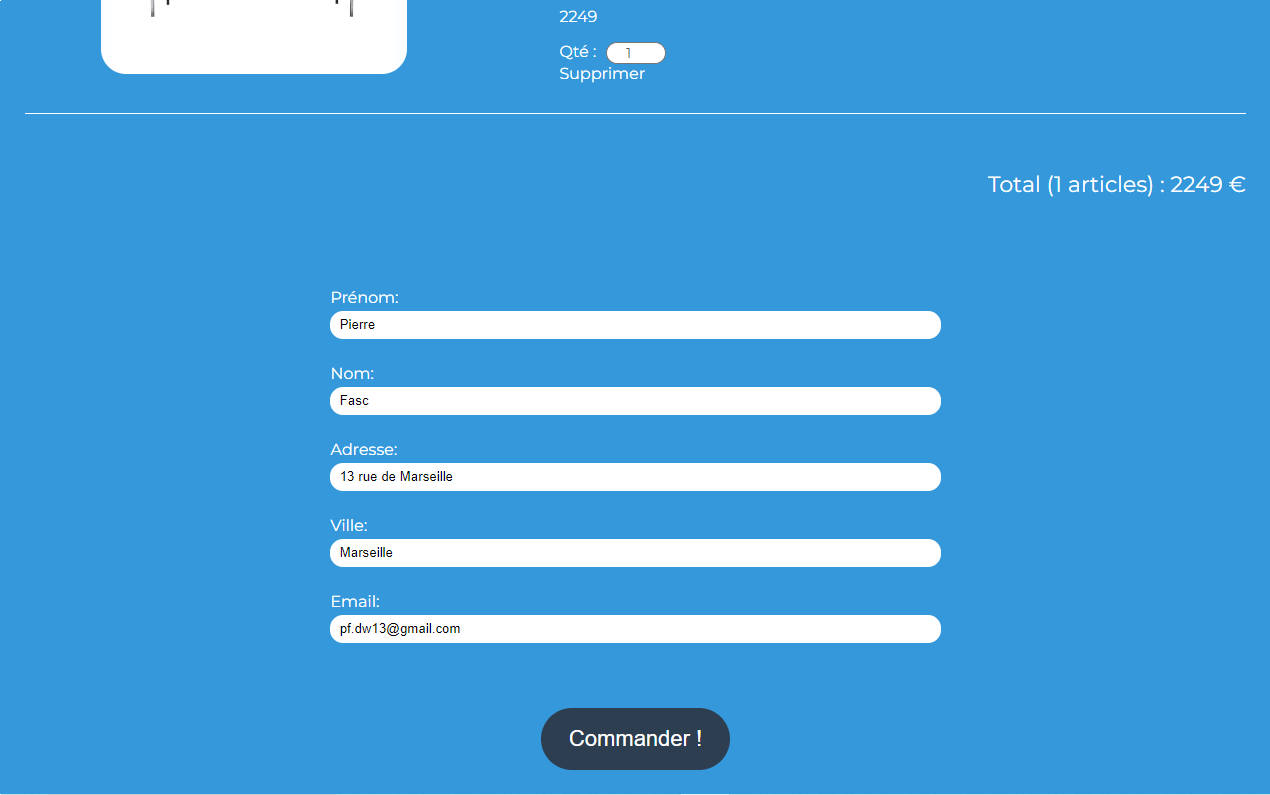 2249
Qté : 1
Supprimer
Total (1 articles) : 2249 €
Prénom:
Pierre
Nom:
Fasc
Adresse:
13 rue de Marseille
Ville:
Marseille
Email:
pf.dw13@gmail.com
Commander !